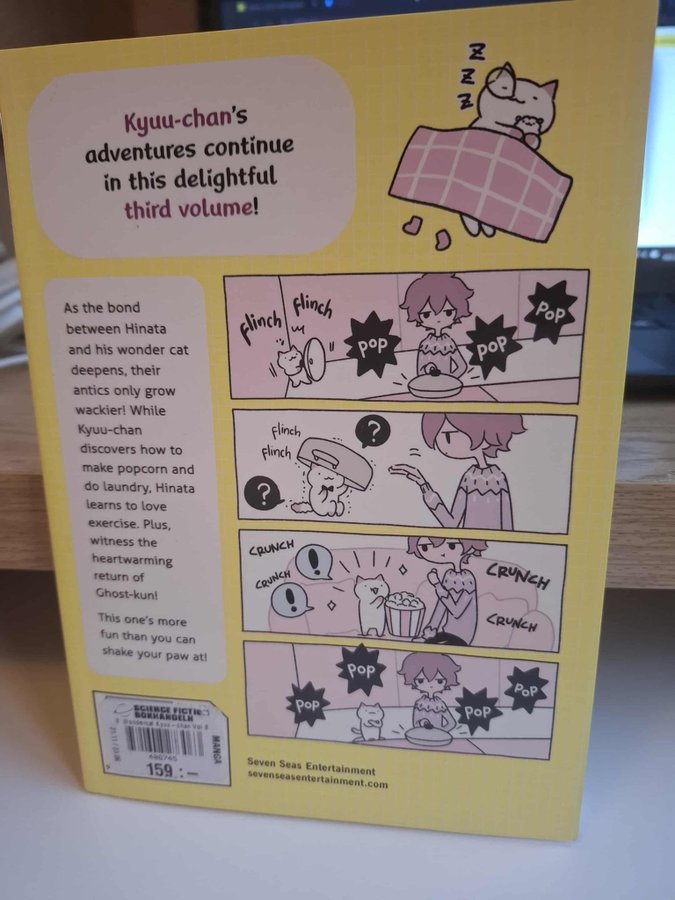 Z
Z
Z
Kyuu-chan's
adventures continue
in this delightful
third volume!
As the bond
between Hinata
and his wonder cat
deepens, their
antics only grow
wackier! While
Kyuu-chan
discovers how to
make popcorn and
do laundry, Hinata
learns to love
exercise. Plus,
witness the
heartwarming
return of
Ghost-kun!
This one's more
fun than you can
shake your paw at!
flinch
flinch
POP
POP
POP
flinch
flinch
?
?
CRUNCH
CRUNCH
!
!
CRUNCH
CRUNCH
POP
POP
POP
POP
SCIENCE FICTION
BOKHANDELN
Kyuu-chan Vol
MANGA
159:-
Seven Seas Entertainment
sevenseasentertainment.com